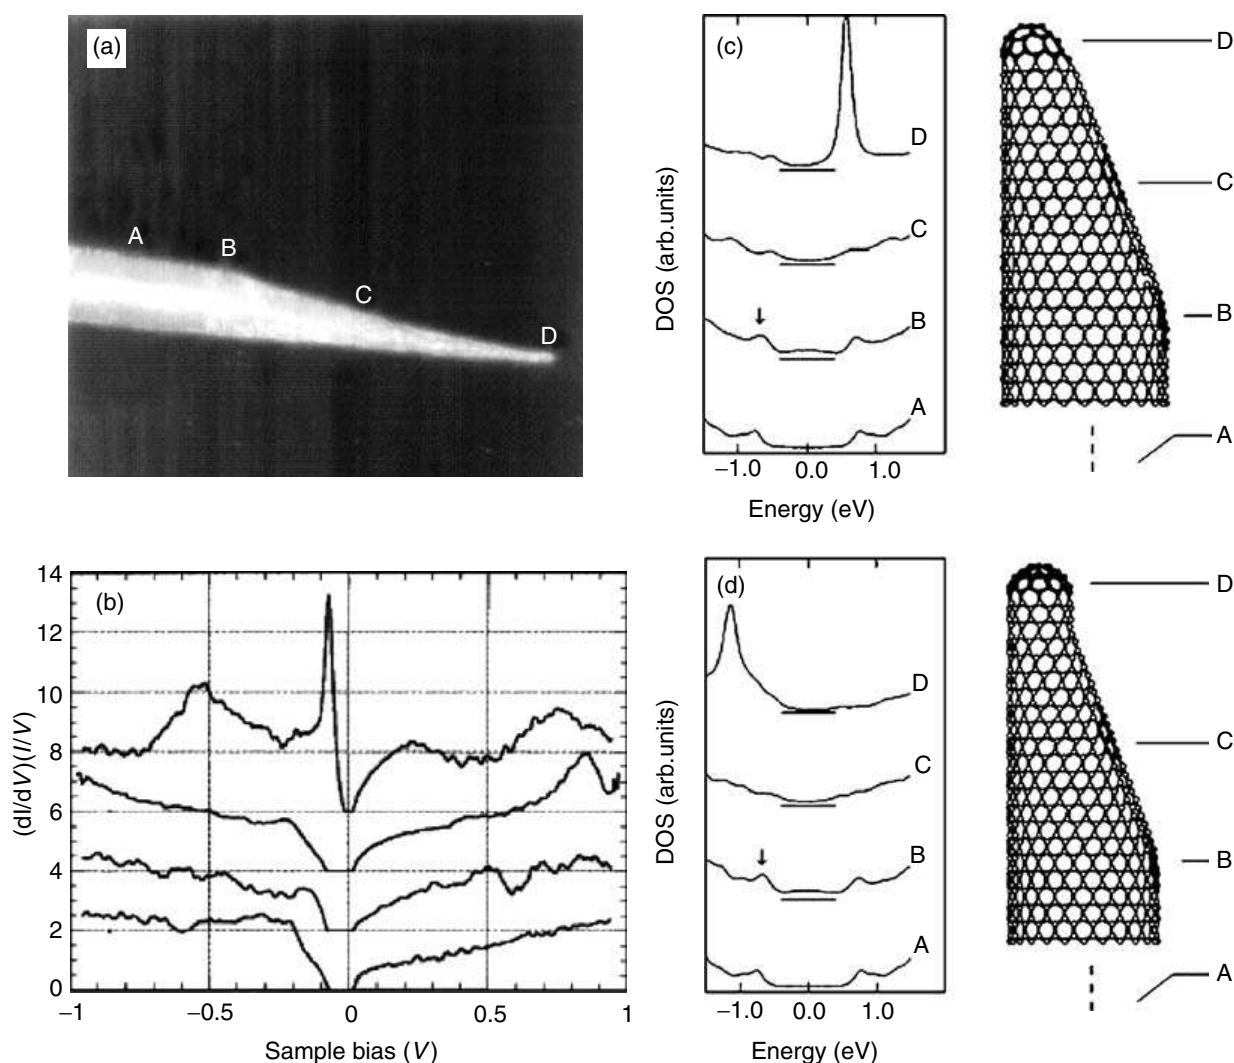 (a)
A
B
C
D
(b)
14
12
10
8
6
4
2
0
(dI/dV)(I/V)
−1
−0.5
0
0.5
1
Sample bias (V)
(c)
D
C
B
A
DOS (arb.units)
−1.0
0.0
1.0
Energy (eV)
D
C
B
A
(d)
D
C
B
A
DOS (arb.units)
−1.0
0.0
1.0
Energy (eV)
D
C
B
A